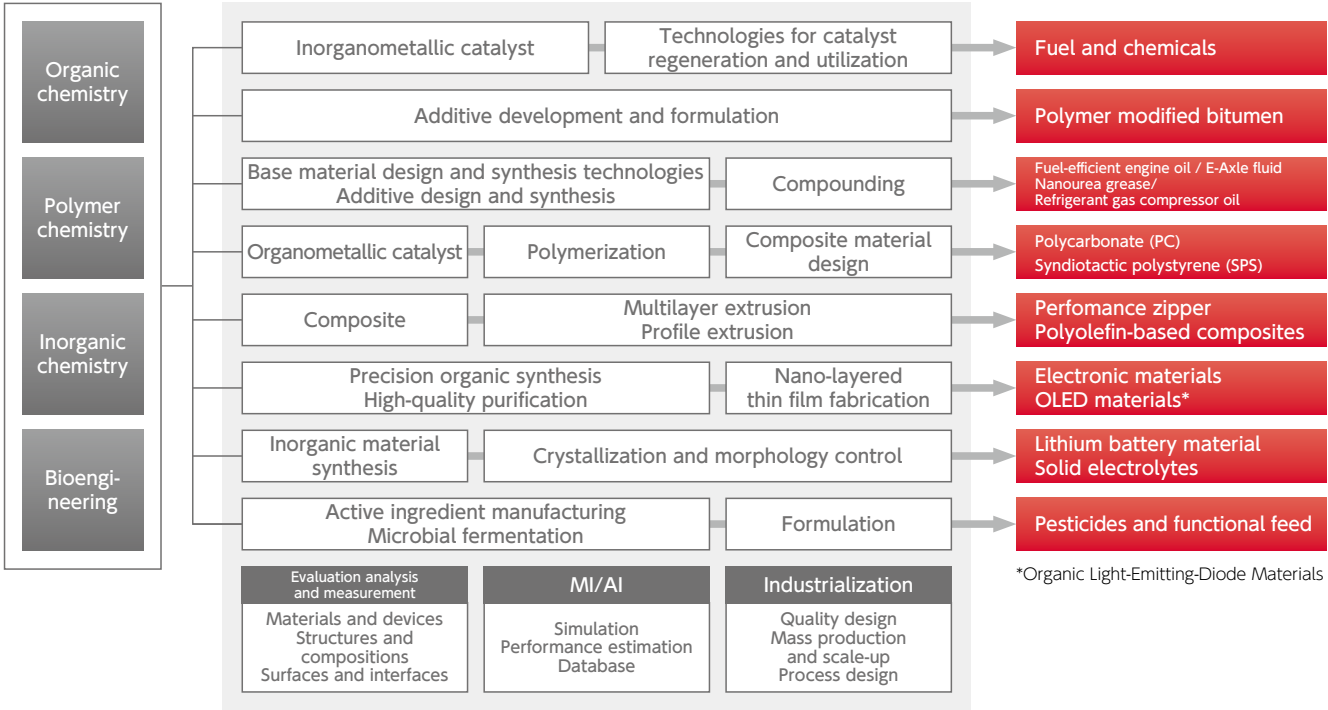 Organic
chemistry
Polymer
chemistry
Inorganic
chemistry
Bioengi-
neering
Inorganometallic catalyst
Technologies for catalyst
regeneration and utilization
Fuel and chemicals
Additive development and formulation
Polymer modified bitumen
Base material design and synthesis technologies
Additive design and synthesis
Compounding
Fuel-efficient engine oil / E-Axle fluid
Nanourea grease/
Refrigerant gas compressor oil
Organometallic catalyst
Polymerization
Composite material
design
Polycarbonate (PC)
Syndiotactic polystyrene (SPS)
Composite
Multilayer extrusion
Profile extrusion
Perfomance zipper
Polyolefin-based composites
Precision organic synthesis
High-quality purification
Nano-layered
thin film fabrication
Electronic materials
OLED materials*
Inorganic material
synthesis
Crystallization and morphology control
Lithium battery material
Solid electrolytes
Active ingredient manufacturing
Microbial fermentation
Formulation
Pesticides and functional feed
*Organic Light-Emitting-Diode Materials
Evaluation analysis
and measurement
Materials and devices
Structures and
compositions
Surfaces and interfaces
MI/AI
Simulation
Performance estimation
Database
Industrialization
Quality design
Mass production
and scale-up
Process design